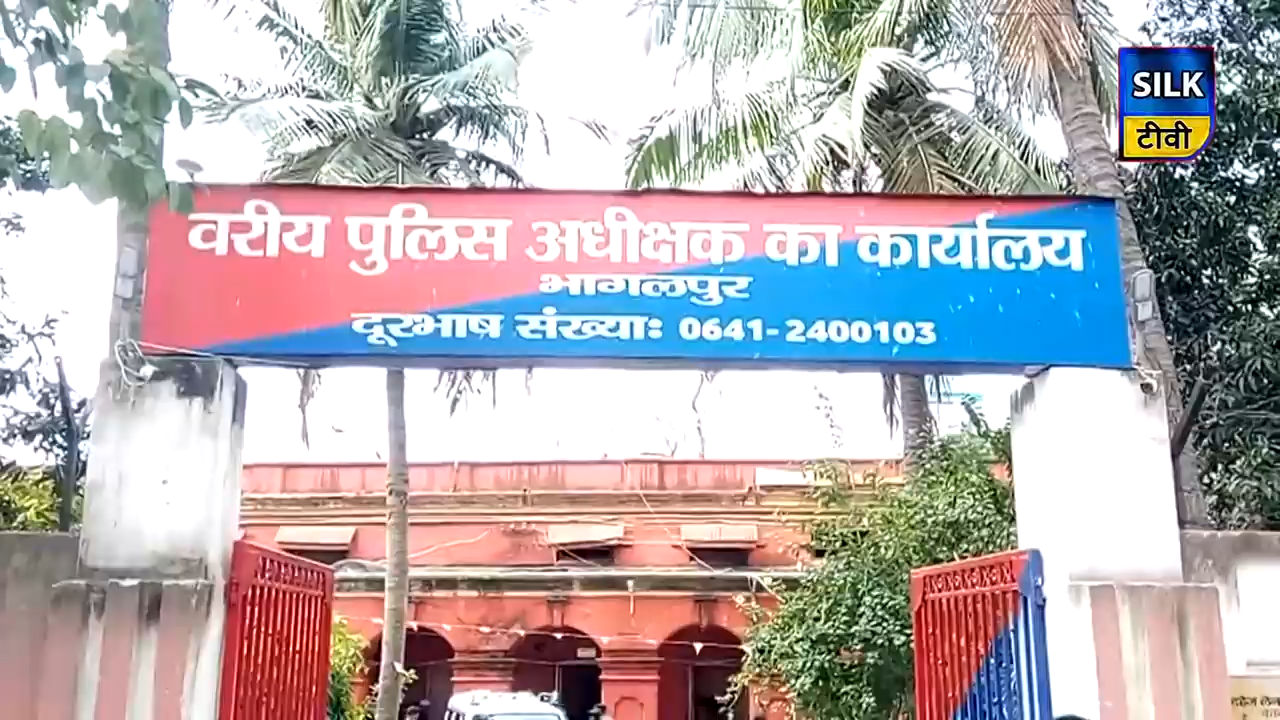 SILK
टीवी
वरीय पुलिस अधीक्षक का कार्यालय
भागलपुर
दूरभाष संख्याः 0641-2400103